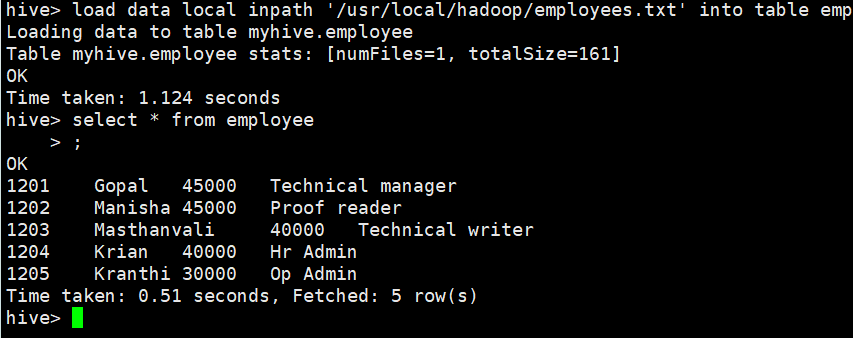 hive> load data local inpath '/usr/local/hadoop/employees.txt' into table emp
Loading data to table myhive.employee
Table myhive.employee stats: [numFiles=1, totalSize=161]
OK
Time taken: 1.124 seconds
hive> select * from employee
    > ;
OK
1201    Gopal   45000   Technical manager
1202    Manisha 45000   Proof reader
1203    Masthanvali     40000   Technical writer
1204    Krian   40000   Hr Admin
1205    Kranthi 30000   Op Admin
Time taken: 0.51 seconds, Fetched: 5 row(s)
hive>